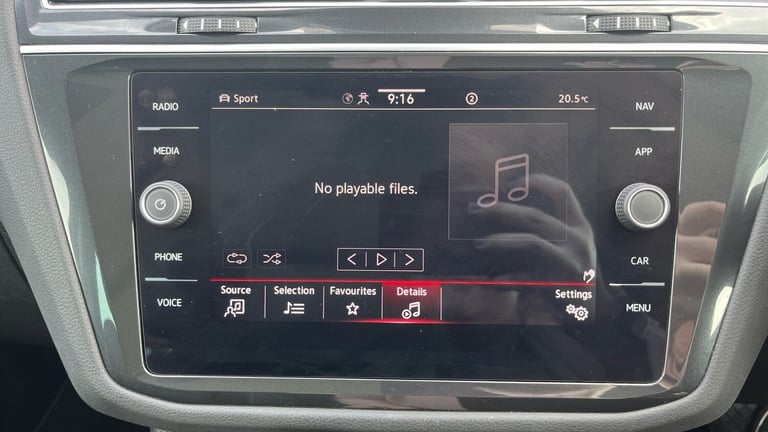 RADIO
MEDIA
PHONE
VOICE
Sport
9:16
2
20.5°C
No playable files.
Source
Selection
Favourites
Details
Settings
NAV
APP
CAR
MENU